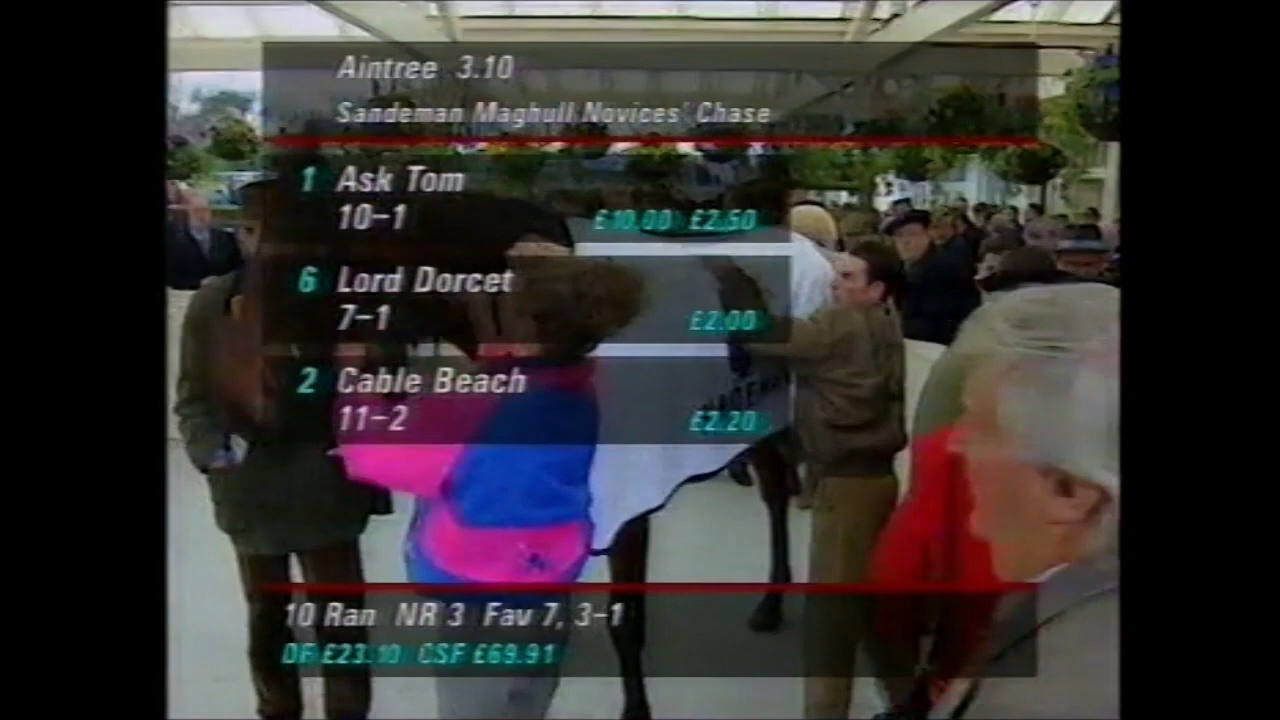 Aintree 3.10
Sandeman Maghull Novices' Chase
1 Ask Tom
10-1 £10.00 £2.50
6 Lord Dorcet
7-1 £2.00
2 Cable Beach
11-2 £2.20
10 Ran NR 3 Fav 7, 3-1
DF £23.10 CSF £69.91